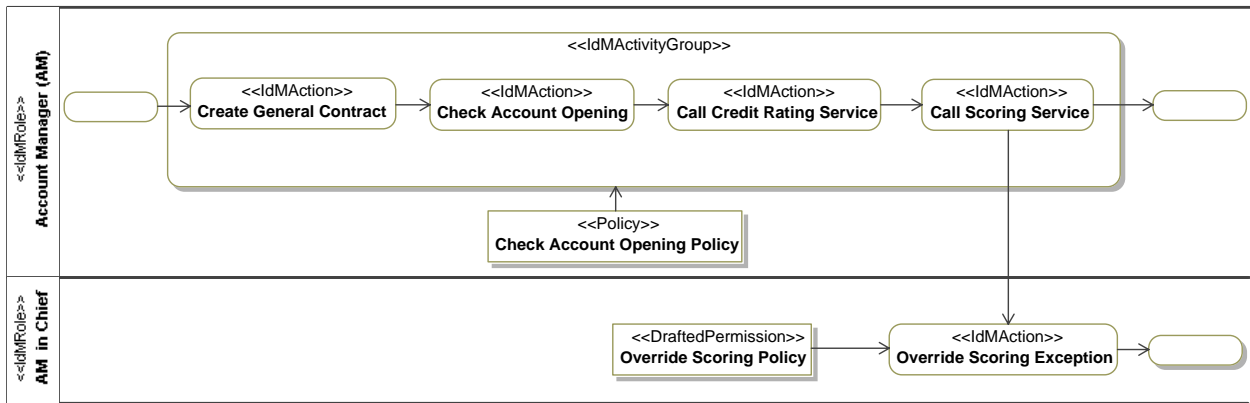 <<IdMRole>>
Account Manager (AM)
<<IdMActivityGroup>>
<<IdMAction>>
Create General Contract
<<IdMAction>>
Check Account Opening
<<IdMAction>>
Call Credit Rating Service
<<IdMAction>>
Call Scoring Service
<<Policy>>
Check Account Opening Policy
<<IdMRole>>
AM in Chief
<<DraftedPermission>>
Override Scoring Policy
<<IdMAction>>
Override Scoring Exception